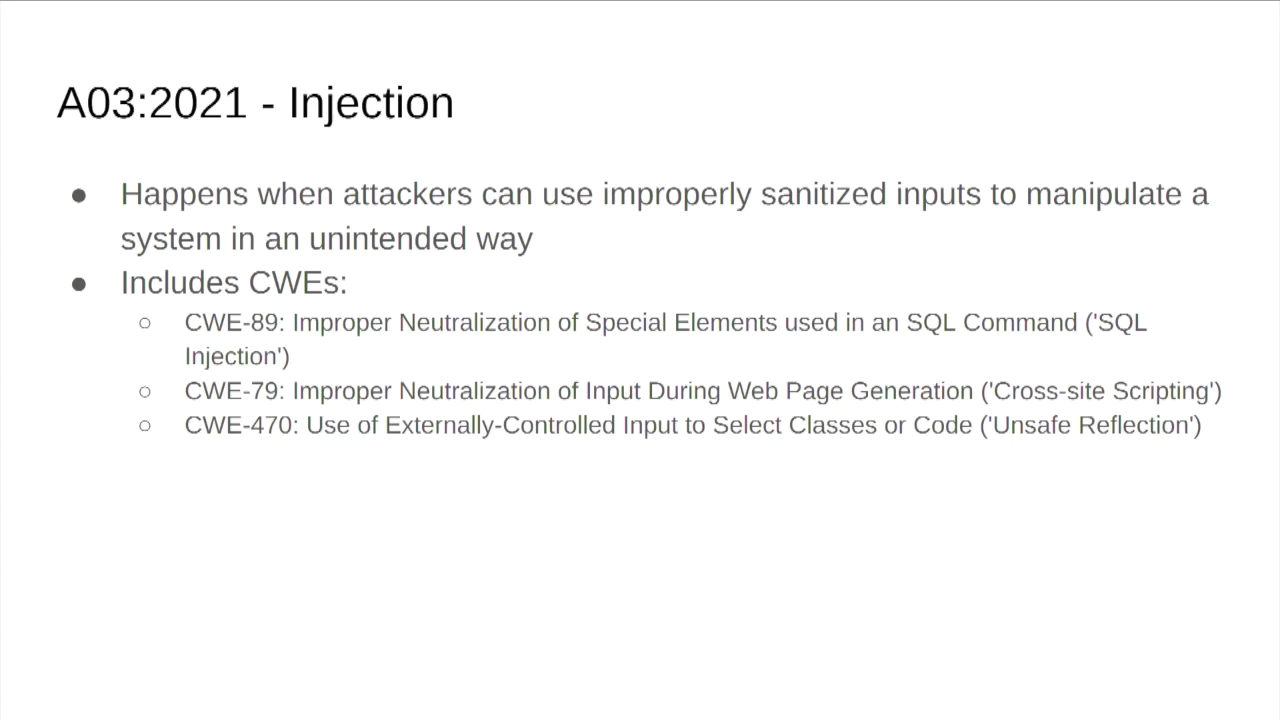 A03:2021 - Injection
● Happens when attackers can use improperly sanitized inputs to manipulate a
system in an unintended way
● Includes CWEs:
○ CWE-89: Improper Neutralization of Special Elements used in an SQL Command ('SQL
Injection')
○ CWE-79: Improper Neutralization of Input During Web Page Generation ('Cross-site Scripting')
○ CWE-470: Use of Externally-Controlled Input to Select Classes or Code ('Unsafe Reflection')